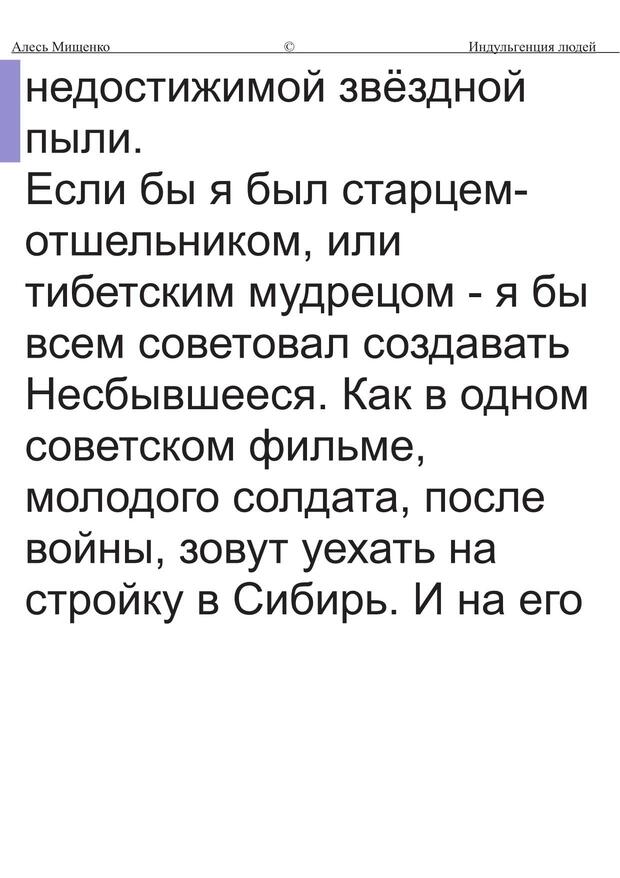 Алесь Мищенко © Индульгенция людей
недостижимой звёздной
пыли.
Если бы я был старцем-
отшельником, или
тибетским мудрецом - я бы
всем советовал создавать
Несбывшееся. Как в одном
советском фильме,
молодого солдата, после
войны, зовут уехать на
стройку в Сибирь. И на его